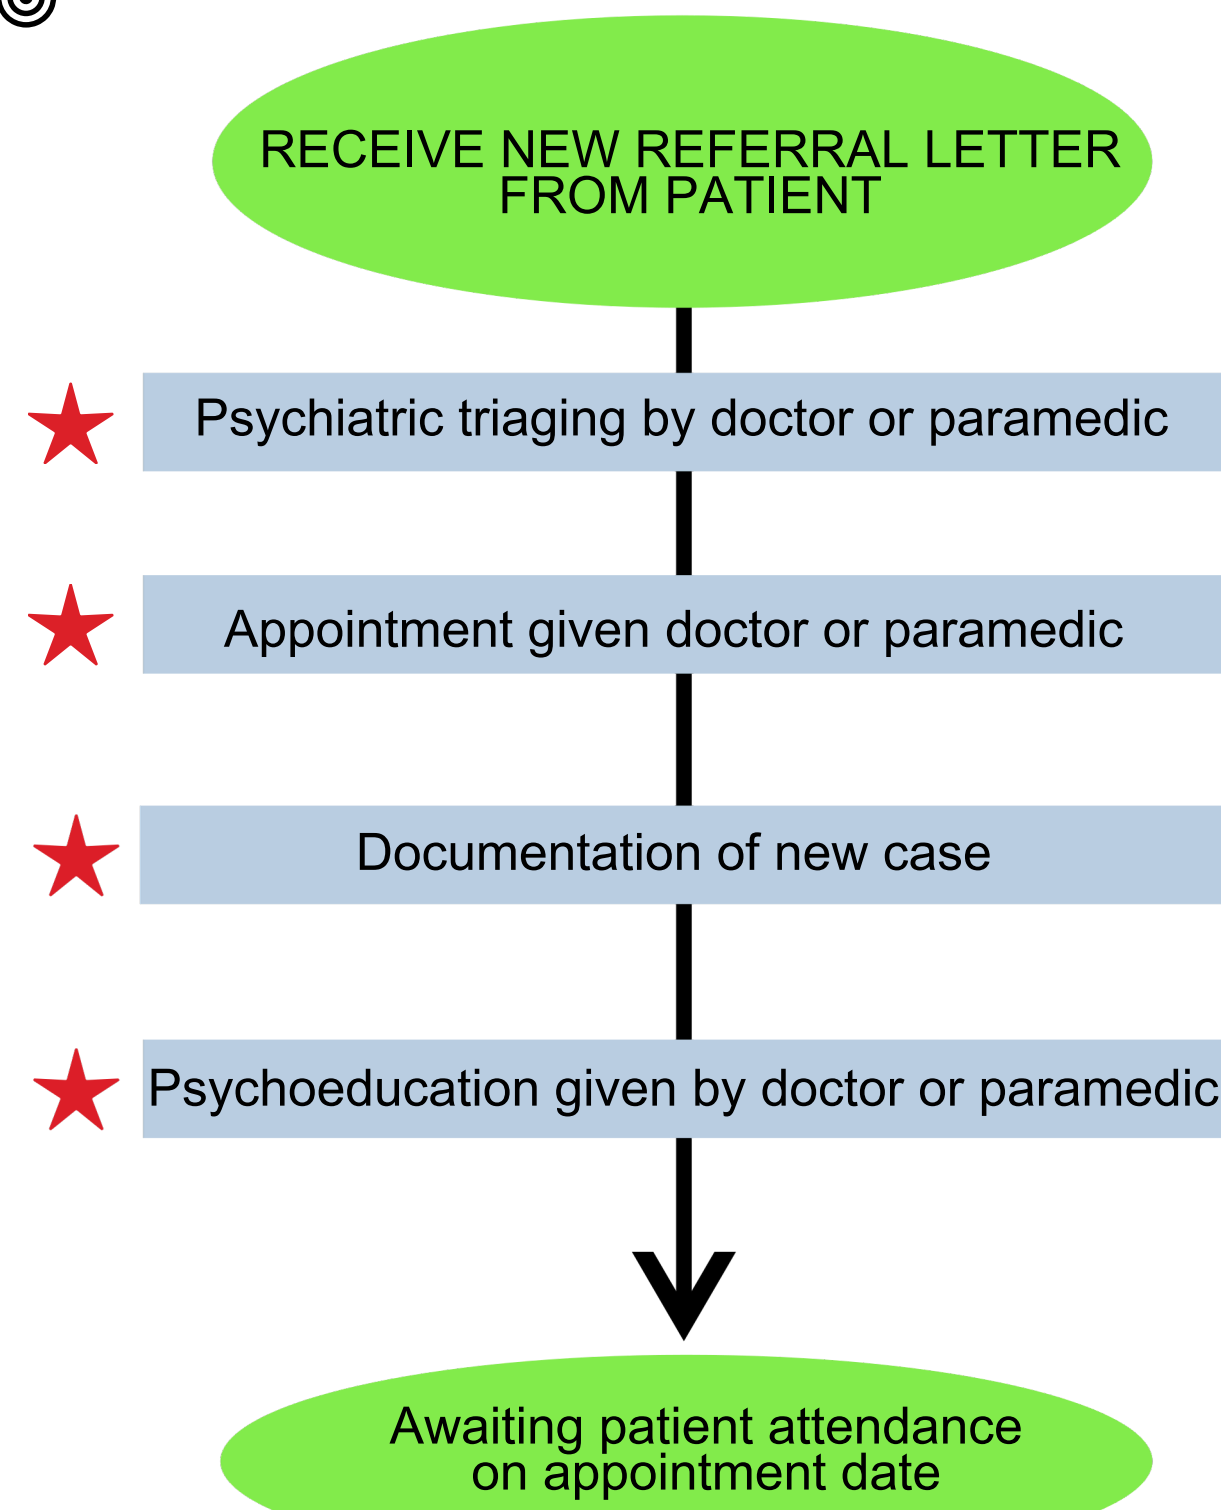 RECEIVE NEW REFERRAL LETTER
FROM PATIENT
Psychiatric triaging by doctor or paramedic
Appointment given doctor or paramedic
Documentation of new case
Psychoeducation given by doctor or paramedic
Awaiting patient attendance
on appointment date